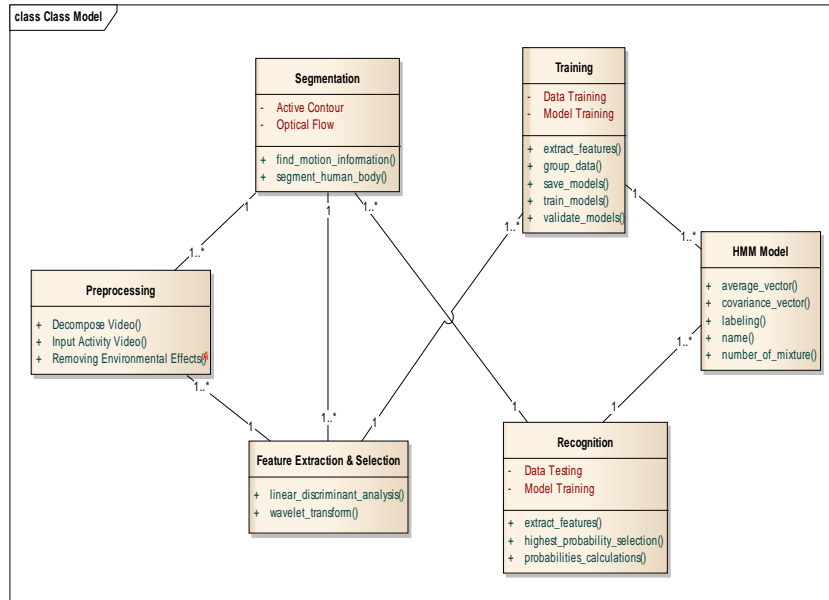 class Class Model
Segmentation
- Active Contour
- Optical Flow
+ find_motion_information()
+ segment_human_body()
Training
- Data Training
- Model Training
+ extract_features()
+ group_data()
+ save_models()
+ train_models()
+ validate_models()
1
1
1..*
1..*
1
HMM Model
+ average_vector()
+ covariance_vector()
+ labeling()
+ name()
+ number_of_mixture()
1..*
1..*
1..*
Preprocessing
+ Decompose Video()
+ Input Activity Video()
+ Removing Environmental Effects()
1..*
1
1..*
1
1
1
Feature Extraction & Selection
+ linear_discriminant_analysis()
+ wavelet_transform()
Recognition
- Data Testing
- Model Training
+ extract_features()
+ highest_probability_selection()
+ probabilities_calculations()